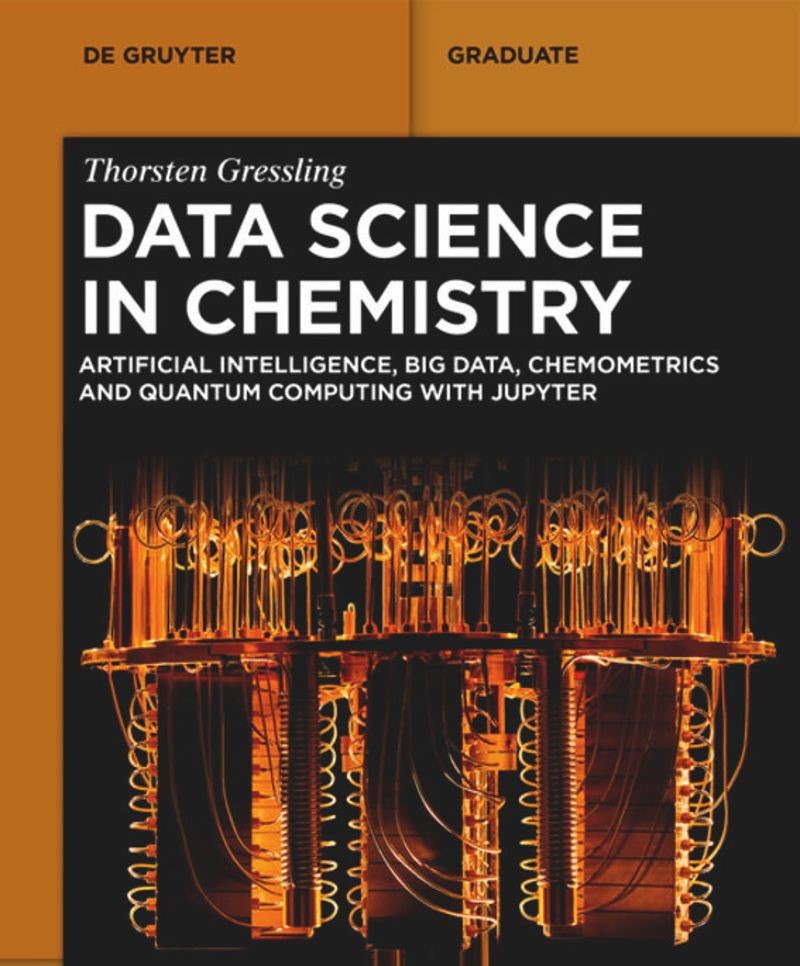 DE GRUYTER
GRADUATE
Thorsten Gressling
DATA SCIENCE
IN CHEMISTRY
ARTIFICIAL INTELLIGENCE, BIG DATA, CHEMOMETRICS
AND QUANTUM COMPUTING WITH JUPYTER